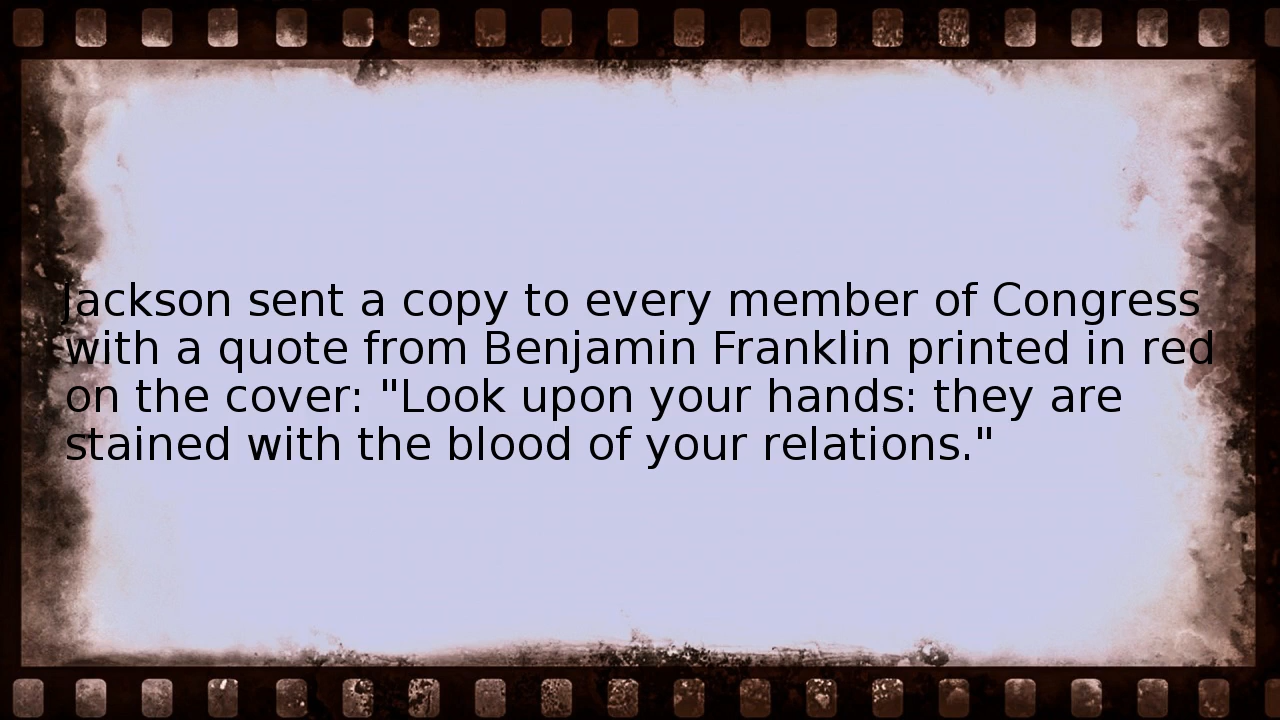 Jackson sent a copy to every member of Congress
with a quote from Benjamin Franklin printed in red
on the cover: "Look upon your hands: they are
stained with the blood of your relations."